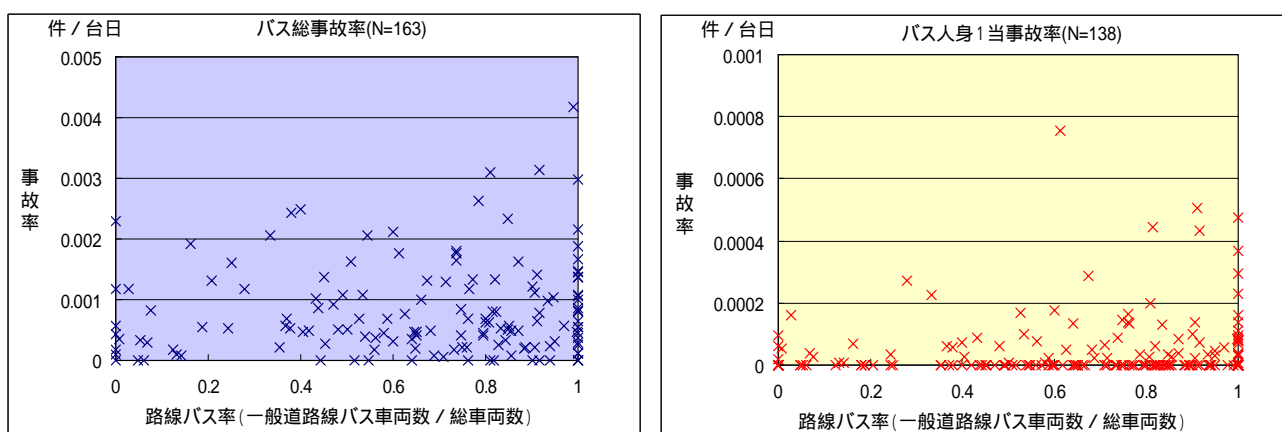 件/台日
バス総事故率(N=163)
0.005
0.004
0.003
0.002
0.001
0
事故率
0 0.2 0.4 0.6 0.8 1
路線バス率(一般道路線バス車両数/総車両数)
件/台日
バス人身1当事故率(N=138)
0.001
0.0008
0.0006
0.0004
0.0002
0
事故率
0 0.2 0.4 0.6 0.8 1
路線バス率(一般道路線バス車両数/総車両数)